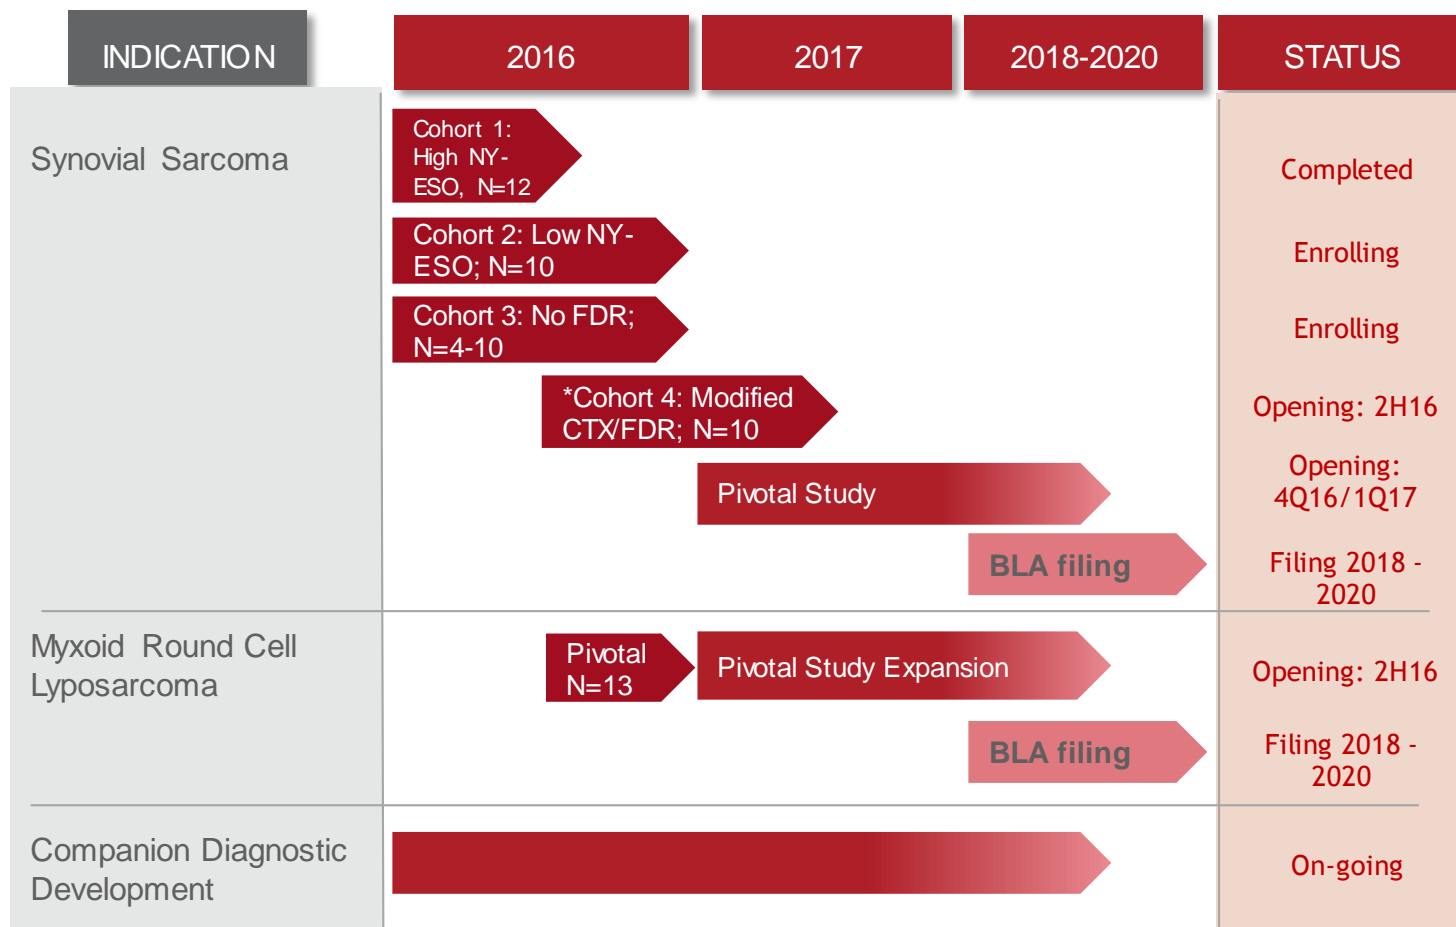 INDICATION
2016
2017
2018-2020
STATUS
Synovial Sarcoma
Cohort 1:
High NY-
ESO, N=12
Completed
Cohort 2: Low NY-
ESO; N=10
Enrolling
Cohort 3: No FDR;
N=4-10
Enrolling
*Cohort 4: Modified
CTX/FDR; N=10
Opening: 2H16
Pivotal Study
Opening:
4Q16/1Q17
BLA filing
Filing 2018 -
2020
Myxoid Round Cell
Lyposarcoma
Pivotal
N=13
Pivotal Study Expansion
Opening: 2H16
BLA filing
Filing 2018 -
2020
Companion Diagnostic
Development
On-going